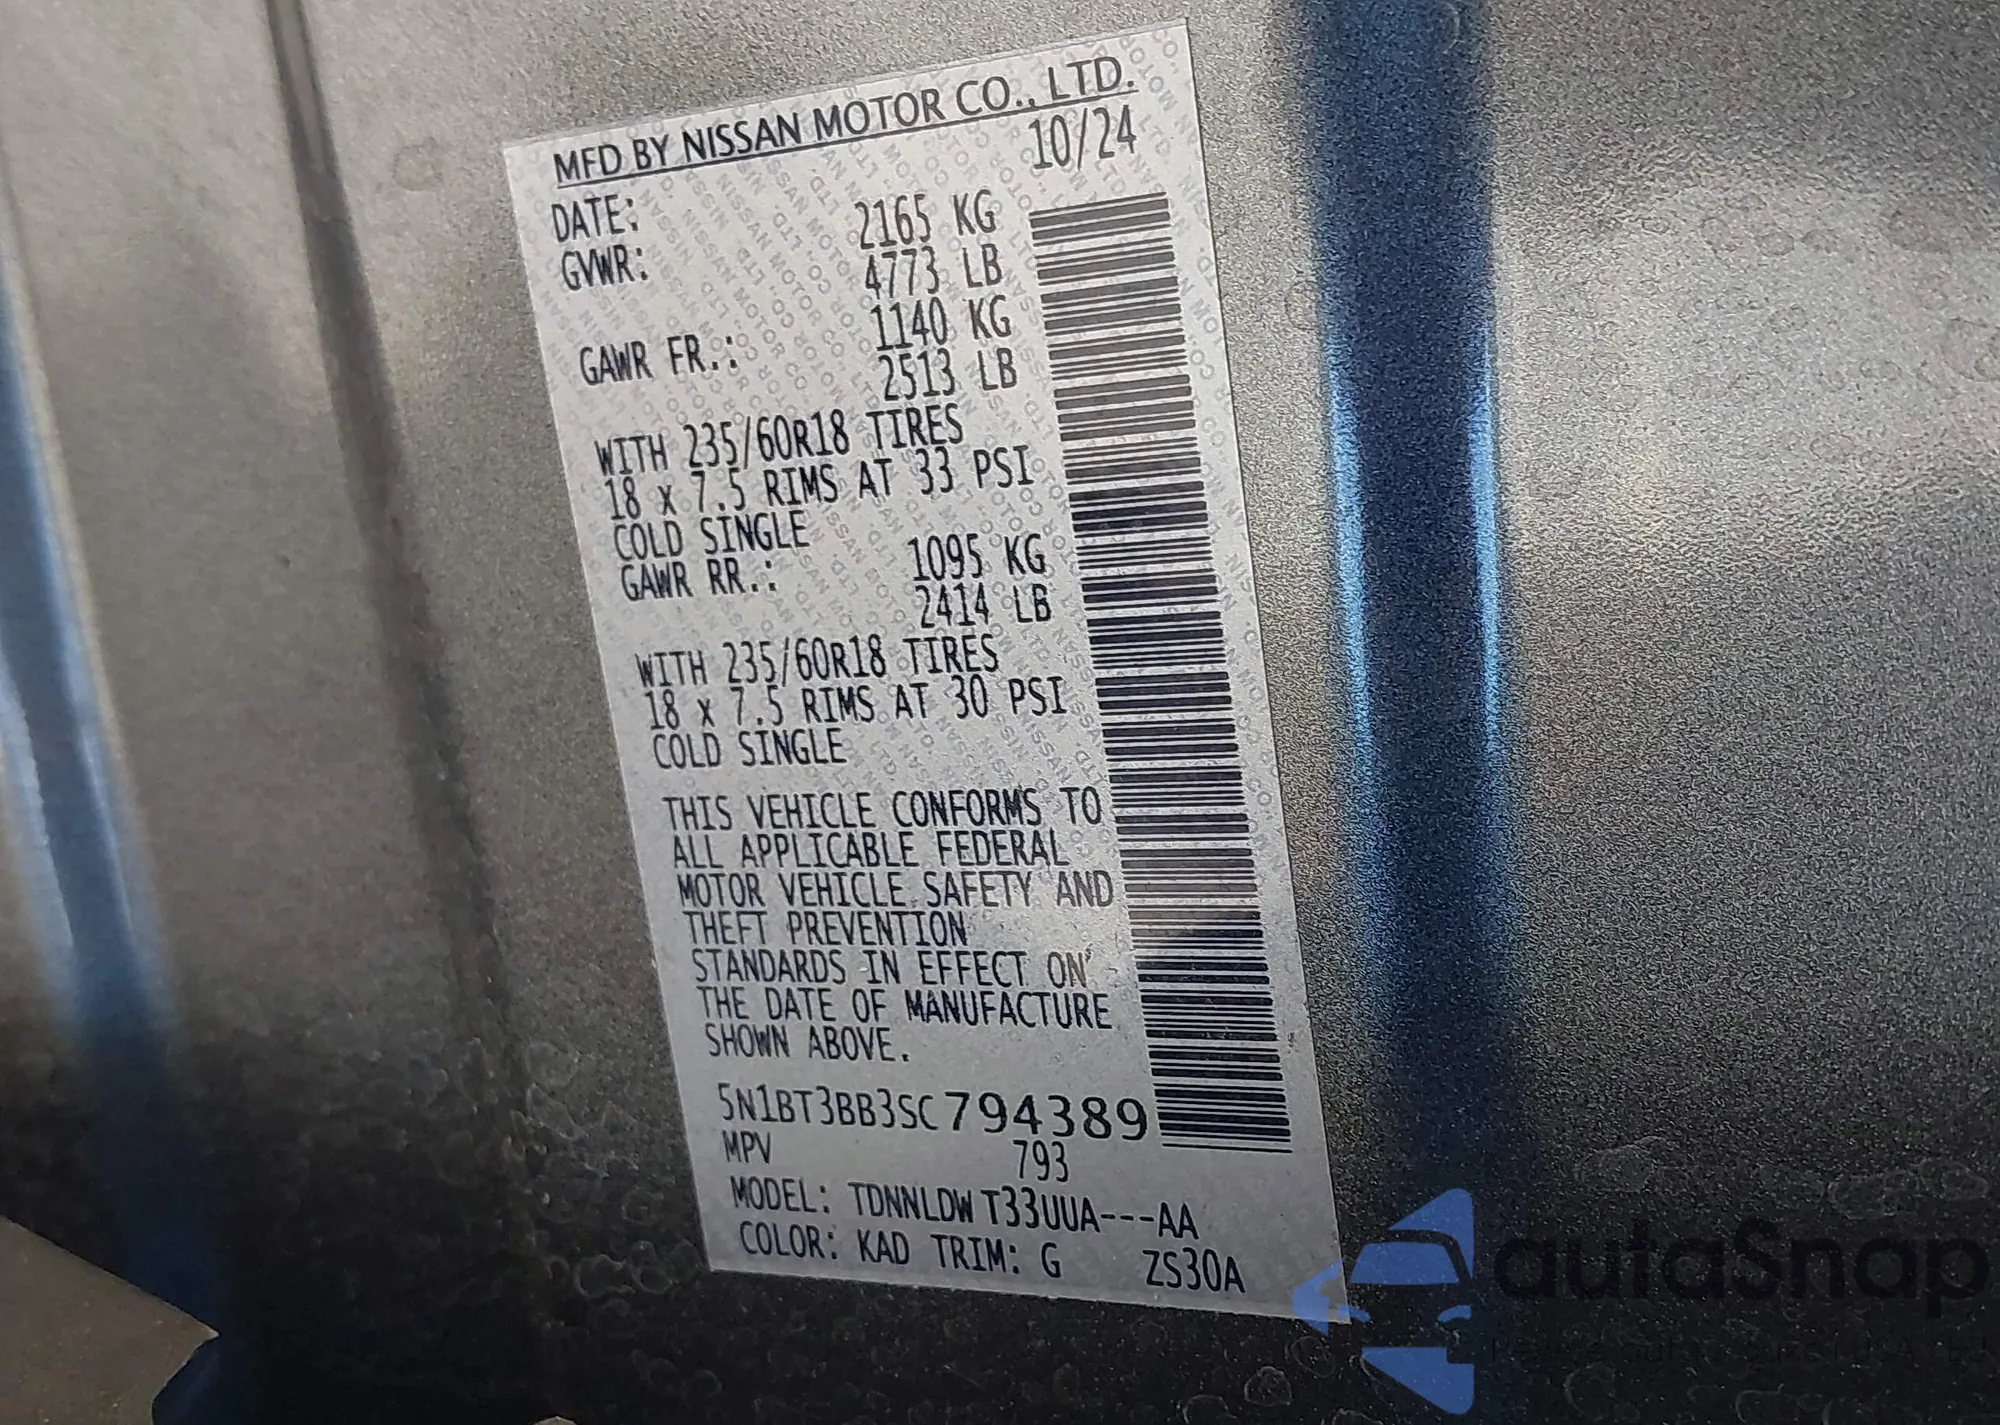 MFD BY NISSAN MOTOR CO., LTD.
DATE: 10/24
GVWR: 2165 KG
4773 LB
GAWR FR.: 1140 KG
2513 LB
WITH 235/60R18 TIRES
18 x 7.5 RIMS AT 33 PSI
COLD SINGLE
GAWR RR.: 1095 KG
2414 LB
WITH 235/60R18 TIRES
18 x 7.5 RIMS AT 30 PSI
COLD SINGLE
THIS VEHICLE CONFORMS TO
ALL APPLICABLE FEDERAL
MOTOR VEHICLE SAFETY AND
THEFT PREVENTION
STANDARDS IN EFFECT ON
THE DATE OF MANUFACTURE
SHOWN ABOVE.
5N1BT3BB3SC794389
MPV 793
MODEL: TDNNLDW T33UUA---AA
COLOR: KAD TRIM: G ZS30A
autaSnap